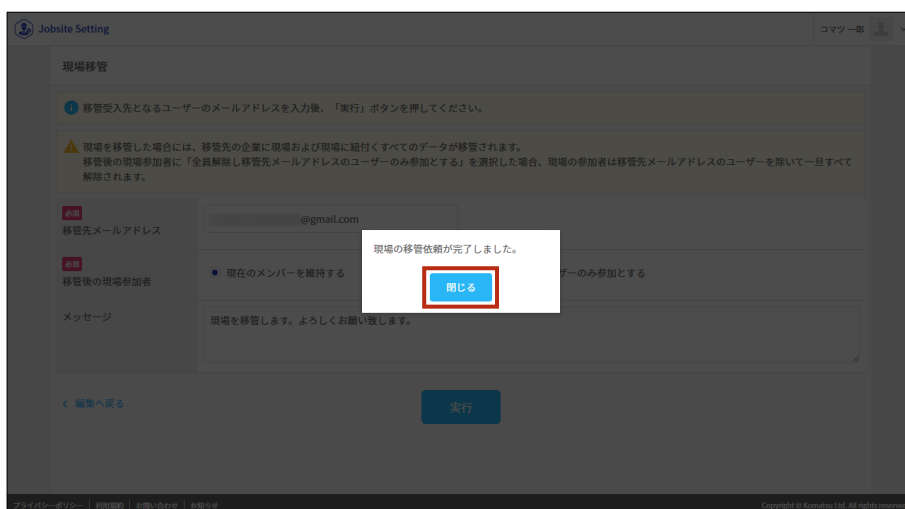 Jobsite Setting
コマツ 一郎
現場移管
移管受入先となるユーザーのメールアドレスを入力後、「実行」ボタンを押してください。
現場を移管した場合には、移管先の企業に現場および現場に紐付くすべてのデータが移管されます。
移管後の現場参加者に「全員解除し移管先メールアドレスのユーザーのみ参加とする」を選択した場合、現場の参加者は移管先メールアドレスのユーザーを除いて一旦すべて
解除されます。
必須
移管先メールアドレス
@gmail.com
現場の移管依頼が完了しました。
閉じる
必須
移管後の現場参加者
現在のメンバーを維持する
ザーのみ参加とする
メッセージ
現場を移管します。よろしくお願い致します。
編集へ戻る
実行
プライバシーポリシー | 利用規約 | お問い合わせ | お知らせ
Copyright © Komatsu Ltd. All rights reserved